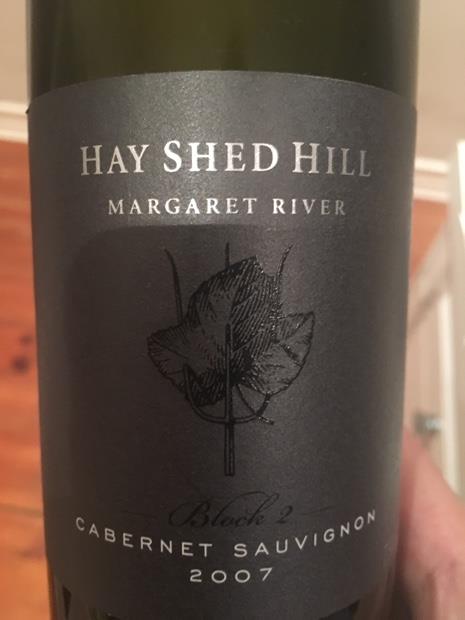 HAY SHED HILL
MARGARET RIVER
Block 2
CABERNET SAUVIGNON
2007